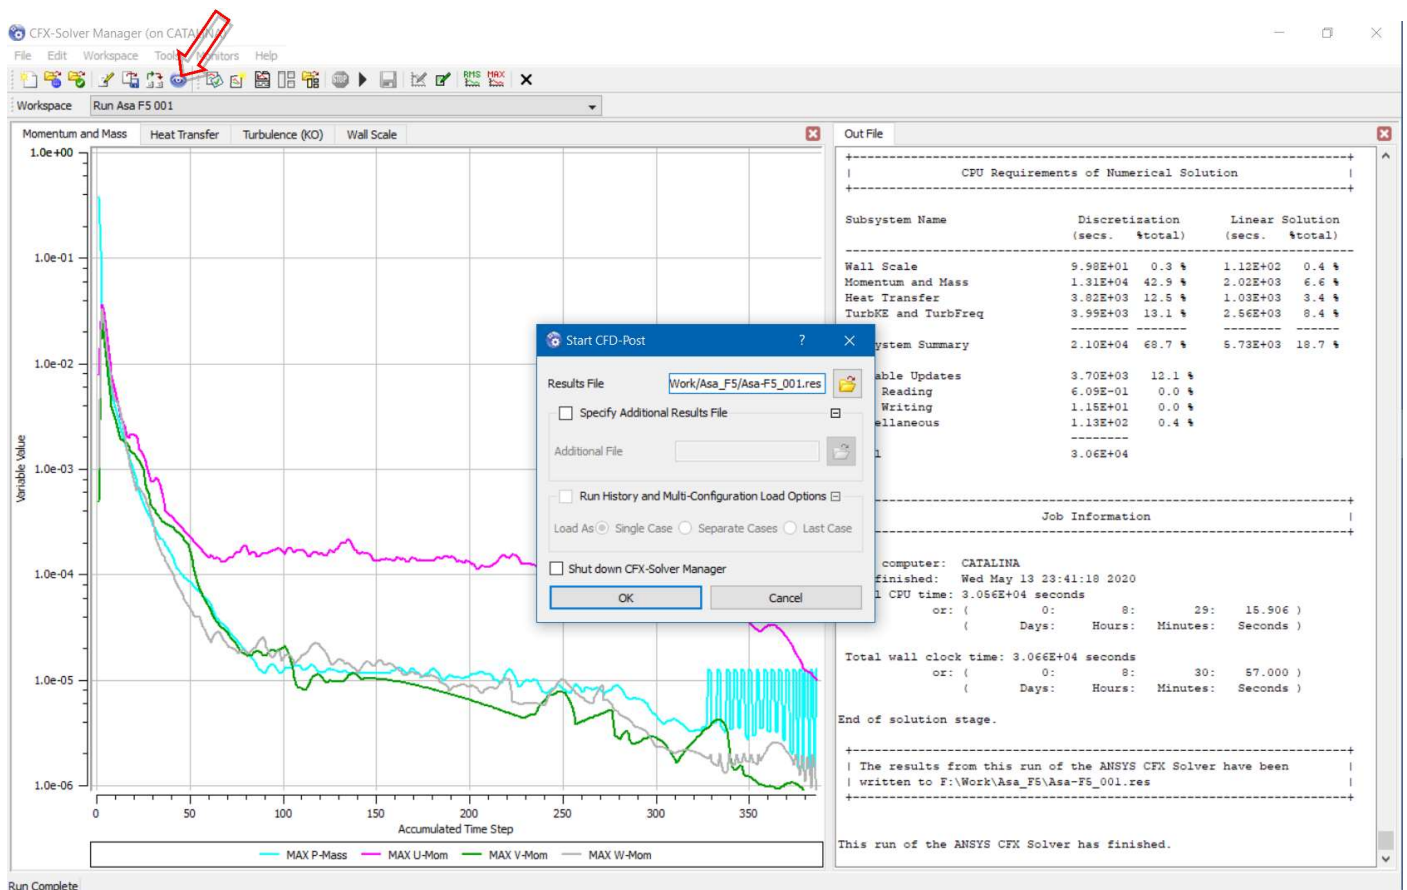 CFX-Solver Manager (on CATALINA)
File Edit Workspace Tools Monitors Help
STOP RMS MAX
Workspace Run Asa F5 001
Momentum and Mass Heat Transfer Turbulence (KO) Wall Scale
1.0e+00
1.0e-01
1.0e-02
1.0e-03
1.0e-04
1.0e-05
1.0e-06
Variable Value
0 50 100 150 200 250 300 350
Accumulated Time Step
MAX P-Mass MAX U-Mom MAX V-Mom MAX W-Mom
Start CFD-Post ?
Results File Work/Asa_F5/Asa-F5_001.res
Specify Additional Results File
Additional File
Run History and Multi-Configuration Load Options
Load As Single Case Separate Cases Last Case
Shut down CFX-Solver Manager
OK Cancel
Out File
+--------------------------------------------------------------------+
| CPU Requirements of Numerical Solution |
+--------------------------------------------------------------------+
Subsystem Name Discretization Linear Solution
(secs. %total) (secs. %total)
----------------------------------------------------------------------
Wall Scale 9.98E+01 0.3 % 1.12E+02 0.4 %
Momentum and Mass 1.31E+04 42.9 % 2.02E+03 6.6 %
Heat Transfer 3.82E+03 12.5 % 1.03E+03 3.4 %
TurbKE and TurbFreq 3.99E+03 13.1 % 2.56E+03 8.4 %
-------- ------- -------- ------
ystem Summary 2.10E+04 68.7 % 5.73E+03 18.7 %
able Updates 3.70E+03 12.1 %
Reading 6.09E-01 0.0 %
Writing 1.15E+01 0.0 %
ellaneous 1.13E+02 0.4 %
--------
l 3.06E+04
--------------------------------------------------------------------+
Job Information |
--------------------------------------------------------------------+
computer: CATALINA
finished: Wed May 13 23:41:18 2020
l CPU time: 3.056E+04 seconds
or: ( 0: 8: 29: 15.906 )
( Days: Hours: Minutes: Seconds )
Total wall clock time: 3.066E+04 seconds
or: ( 0: 8: 30: 57.000 )
( Days: Hours: Minutes: Seconds )
End of solution stage.
+--------------------------------------------------------------------+
| The results from this run of the ANSYS CFX Solver have been |
| written to F:\Work\Asa_F5\Asa-F5_001.res |
+--------------------------------------------------------------------+
This run of the ANSYS CFX Solver has finished.
Run Complete